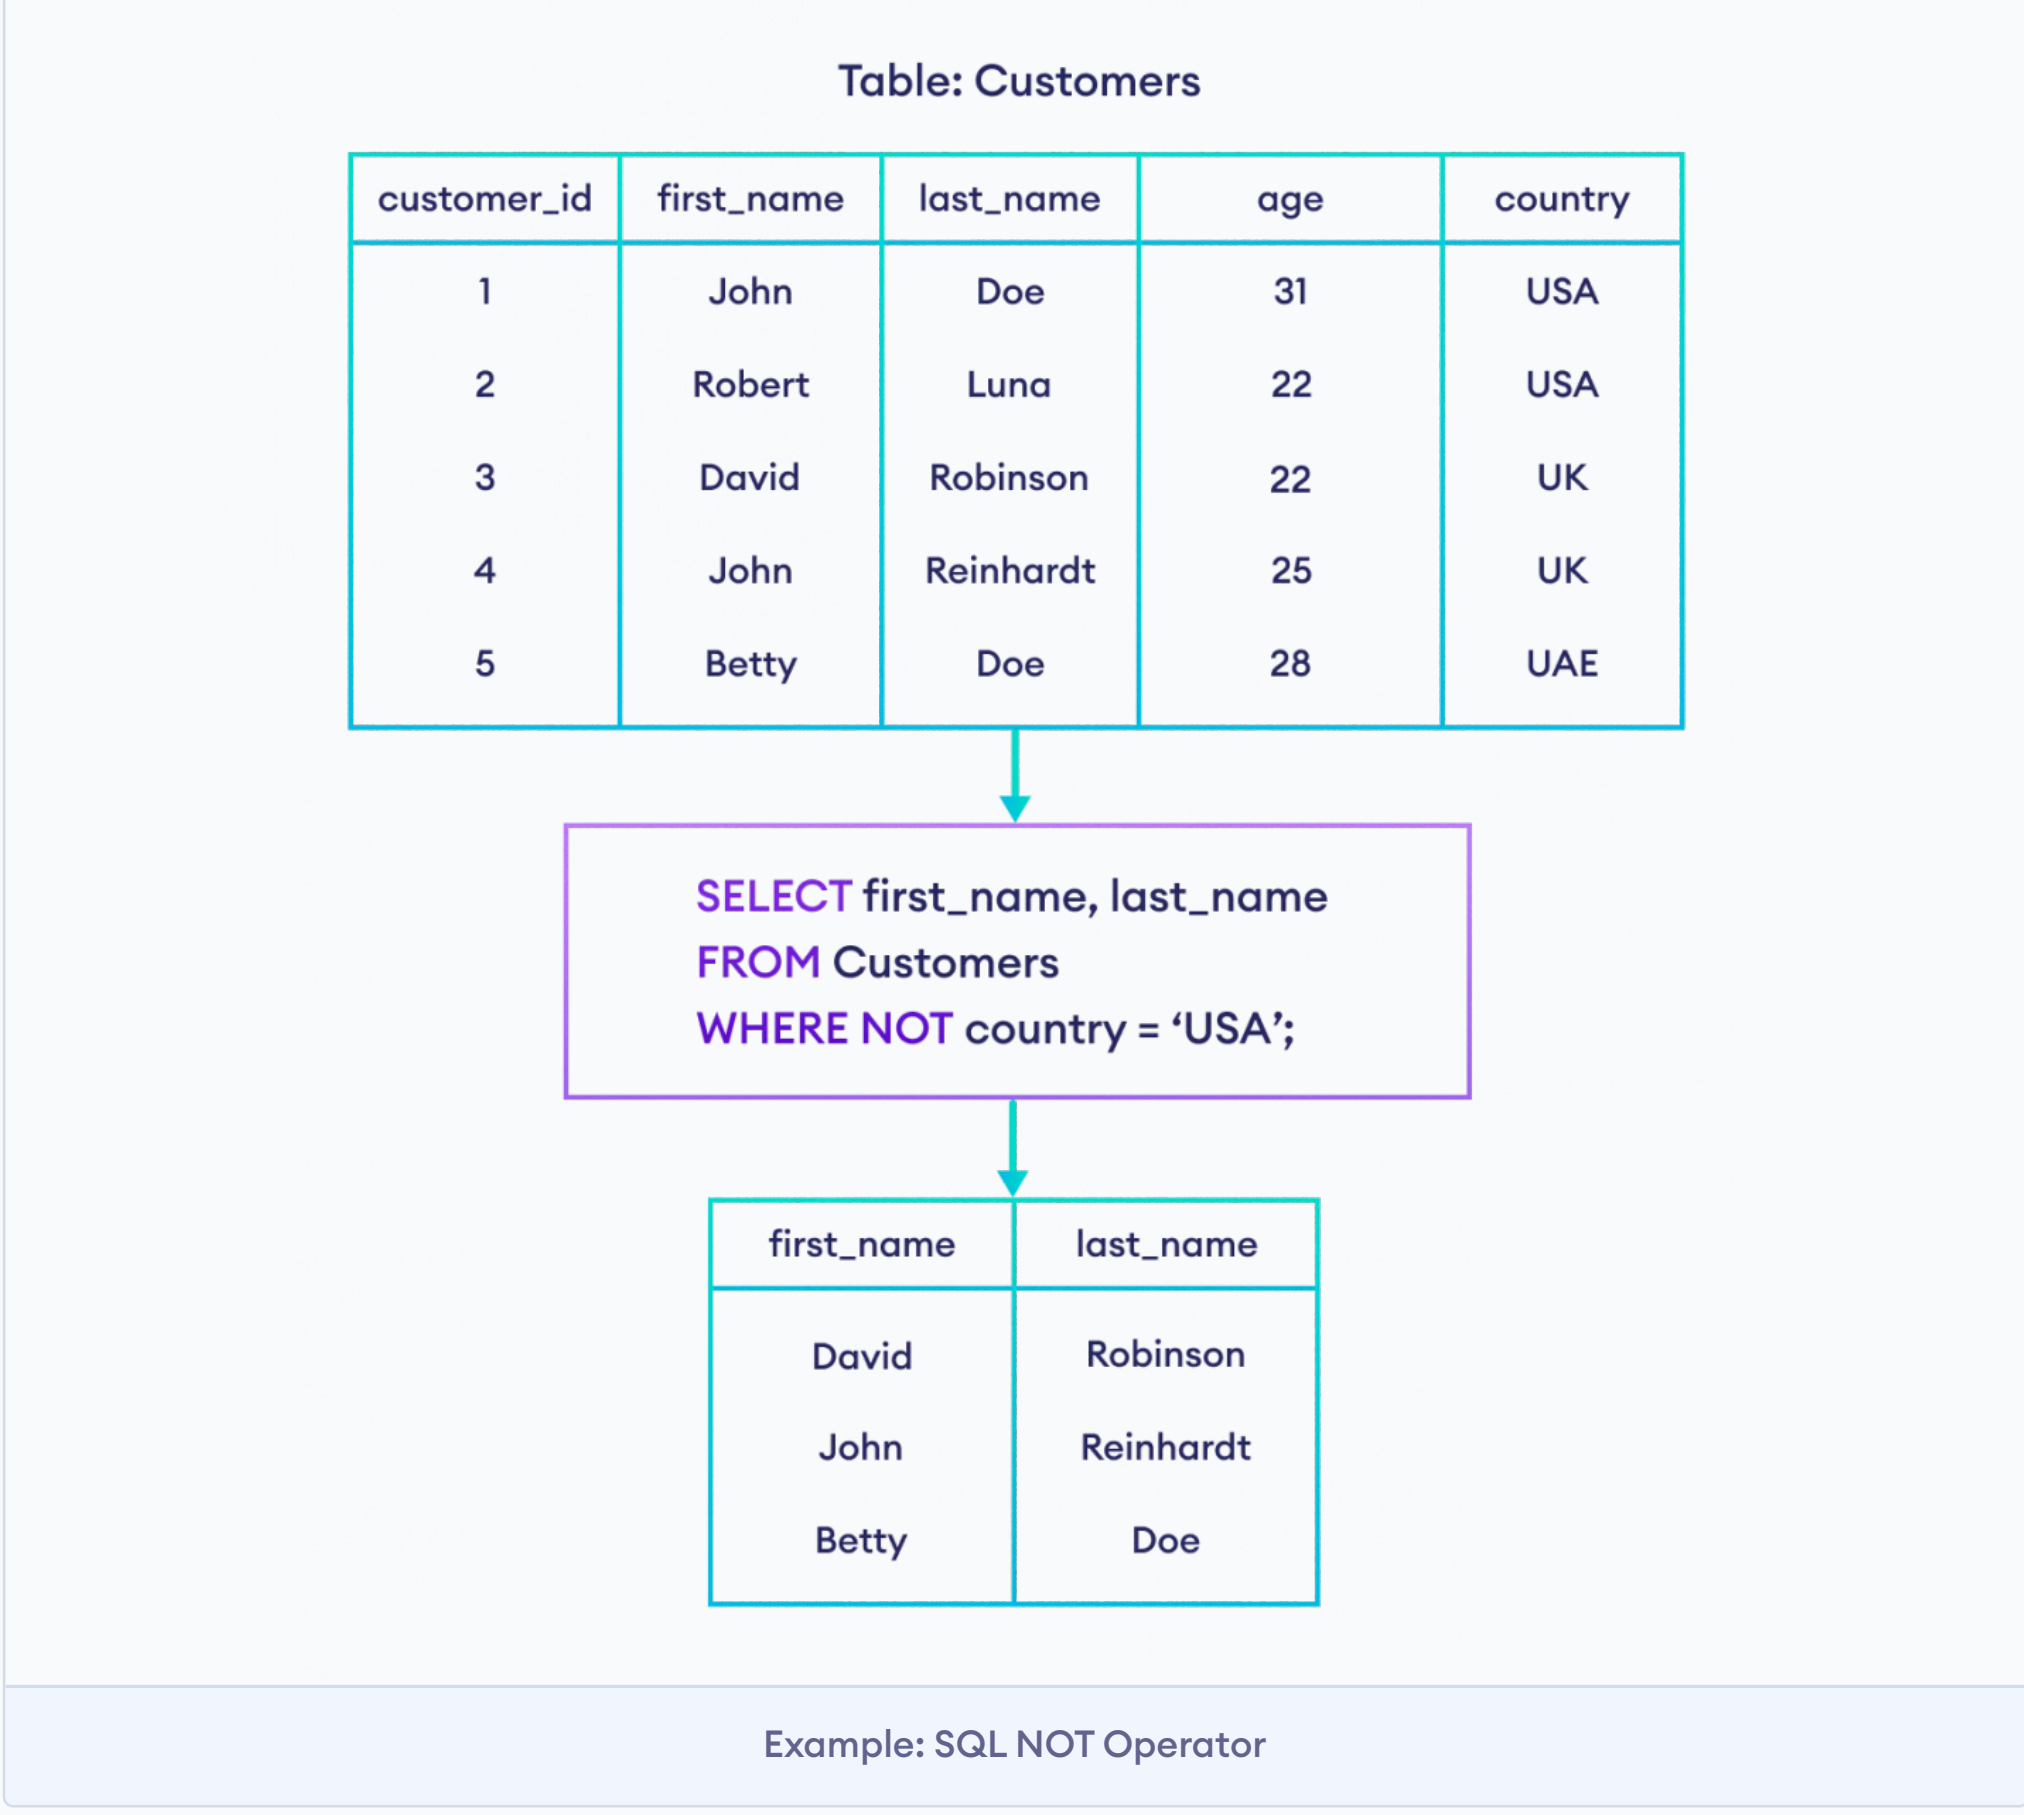 Table: Customers
customer_id first_name last_name age country
1 John Doe 31 USA
2 Robert Luna 22 USA
3 David Robinson 22 UK
4 John Reinhardt 25 UK
5 Betty Doe 28 UAE
SELECT first_name, last_name
FROM Customers
WHERE NOT country = ‘USA’;
first_name last_name
David Robinson
John Reinhardt
Betty Doe
Example: SQL NOT Operator